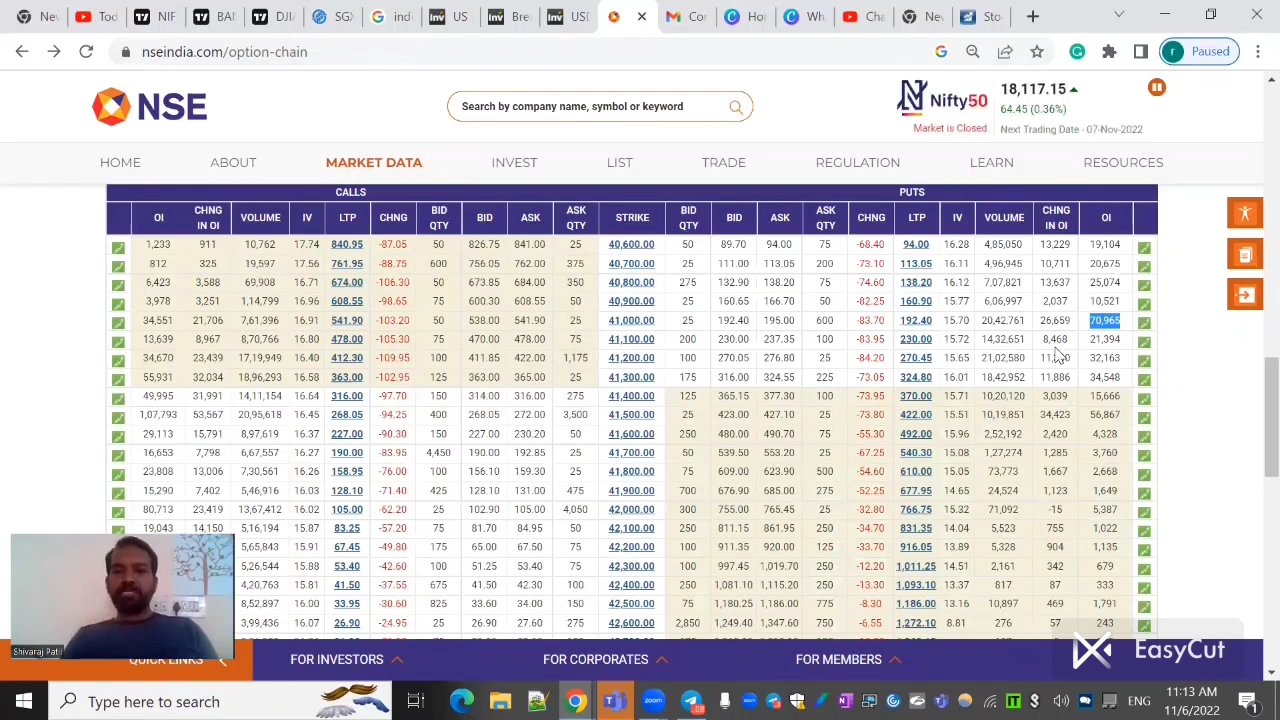 Nev
Tod
NI
BAI
DJI
SG
G ind
Inv
Bre
USI
Con
Ho
Wh
Cha
Nev
nseindia.com/option-chain
Paused
NSE
Search by company name, symbol or keyword
Nifty50
18,117.15
64.45 (0.36%)
Market is Closed
Next Trading Date - 07-Nov-2022
HOME ABOUT MARKET DATA INVEST LIST TRADE REGULATION LEARN RESOURCES
CALLS PUTS
OI CHNG IN OI VOLUME IV LTP CHNG BID QTY BID ASK ASK QTY STRIKE BID QTY BID ASK ASK QTY CHNG LTP IV VOLUME CHNG IN OI OI
1,233 911 10,762 17.74 840.95 -87.05 50 826.75 841.00 25 40,600.00 50 89.70 94.00 75 -68.40 94.00 16.28 4,85,050 13,229 19,104
812 325 19,597 17.56 761.95 -88.75 600 756.05 762.00 375 40,700.00 25 111.00 113.05 200 -73.10 113.05 16.11 4,96,945 10,711 20,675
6,423 3,588 69,908 16.71 674.00 -106.30 50 673.85 684.00 350 40,800.00 275 132.90 138.20 75 -74.60 138.20 16.12 7,07,821 13,637 25,074
3,978 3,251 1,14,799 16.96 608.55 -98.65 75 600.30 608.55 50 40,900.00 25 160.65 166.70 50 -82.25 160.90 15.77 6,06,997 2,037 10,521
34,551 21,706 7,61,396 16.91 541.90 -103.20 50 538.00 541.90 25 41,000.00 25 192.40 195.00 600 -83.70 192.40 15.70 20,42,761 26,659 70,965
13,639 8,967 8,70,766 16.80 478.00 -105.30 75 470.00 478.00 75 41,100.00 200 230.00 237.35 100 -83.95 230.00 15.72 14,32,651 8,468 21,394
34,670 23,439 17,19,949 16.40 412.30 -109.95 100 411.85 422.00 1,175 41,200.00 100 270.05 276.80 25 -84.20 270.45 15.65 21,02,580 32,163
55,931 32,034 18,96,293 16.58 363.00 -102.95 125 363.00 365.00 25 41,300.00 175 316.00 324.55 225 -73.05 324.80 16.01 18,42,952 11,886 34,548
49,995 31,991 14,11,154 16.64 316.00 -97.70 150 314.00 316.00 275 41,400.00 125 365.15 377.30 100 -73.95 370.00 15.71 10,20,120 3,039 15,666
1,07,793 53,567 20,95,618 16.45 268.05 -94.25 400 268.05 272.00 3,500 41,500.00 25 423.00 427.10 25 -73.80 422.00 15.51 10,19,851 34,423 56,867
29,113 15,791 8,97,619 16.37 227.00 -90.30 150 227.00 230.20 50 41,600.00 250 480.00 490.70 25 -55.30 492.00 15.96 2,52,192 2,420 4,328
16,653 7,798 6,67,557 16.27 190.00 -83.95 4,450 190.00 192.85 25 41,700.00 50 539.50 553.20 25 -67.25 540.30 15.08 1,27,274 1,285 3,760
23,808 13,006 7,30,561 16.26 158.95 -76.00 100 156.10 159.30 25 41,800.00 75 609.00 623.90 500 -54.60 610.05 15.05 73,773 1,667 2,668
15,290 7,402 5,46,916 16.03 128.10 -71.40 425 128.10 131.00 475 41,900.00 700 676.90 685.00 275 -52.25 677.95 14.65 24,524 1,123 1,649
80,713 23,419 13,67,412 16.02 105.00 -62.20 25 102.90 105.00 4,050 42,000.00 300 755.00 765.45 25 -32.80 766.75 15.32 71,092 -15 5,387
19,043 14,150 5,16,194 15.87 83.25 -57.20 75 81.70 84.95 50 42,100.00 250 811.15 861.95 250 -34.70 831.35 14.04 5,523 755 1,022
5,65,843 15.91 67.45 -49.80 175 65.00 67.50 75 42,200.00 100 911.35 920.00 125 -33.70 916.05 13.89 5,328 904 1,135
5,26,544 15.88 53.40 -42.60 100 51.25 53.40 75 42,300.00 100 997.45 1,019.70 250 -12.20 1,011.25 14.51 2,161 342 679
4,20,763 15.81 41.50 -37.55 675 41.50 42.30 100 42,400.00 250 1,081.10 1,115.20 250 -13.30 1,093.10 13.37 817 87 333
8,52,897 16.00 33.95 -30.60 825 33.60 34.00 150 42,500.00 75 1,180.25 1,186.00 775 -8.30 1,186.00 13.16 10,897 469 1,791
3,99,436 16.07 26.90 -24.95 25 26.90 27.60 275 42,600.00 2,850 1,249.40 1,347.60 750 -6.55 1,272.10 8.81 276 57 243
Shivaraj Patil
QUICK LINKS FOR INVESTORS FOR CORPORATES FOR MEMBERS
EasyCut
Type here to search
zoom
ENG
11:13 AM
11/6/2022